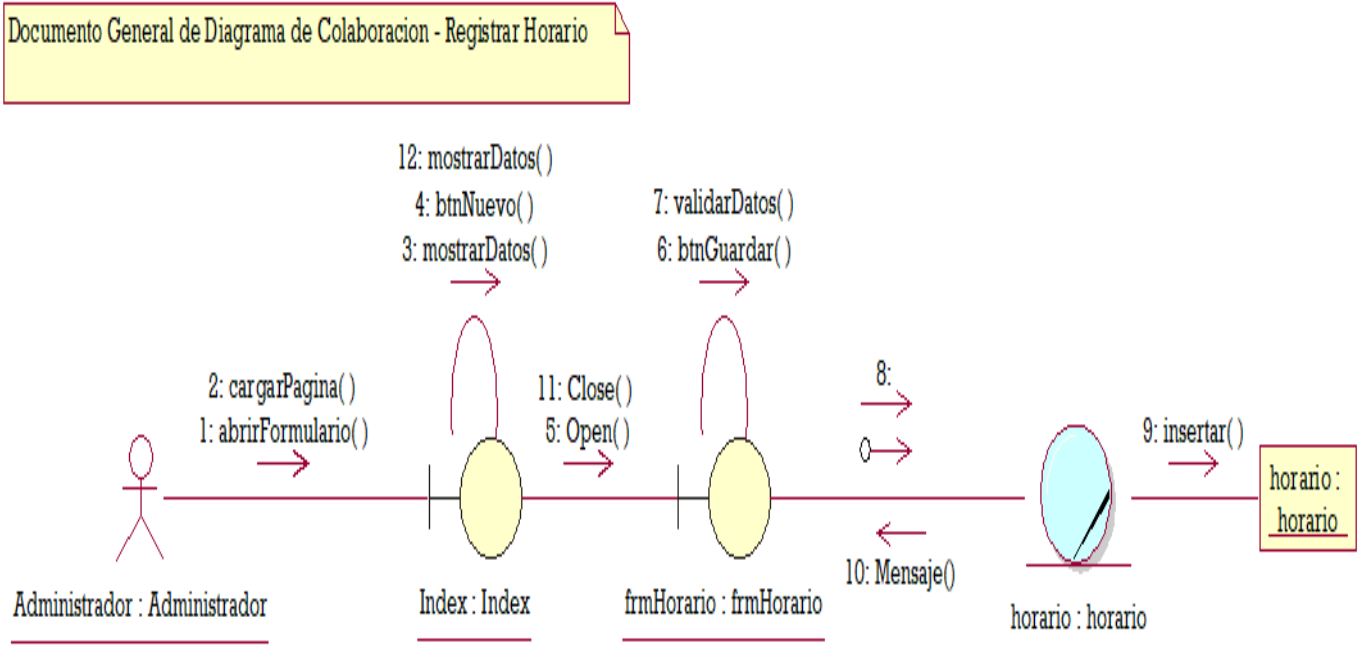 Documento General de Diagrama de Colaboracion - Registrar Horario
12: mostrarDatos( )
4: btnNuevo( )
3: mostrarDatos( )
7: validarDatos( )
6: btnGuardar( )
2: cargarPagina( )
1: abrirFormulario( )
11: Close( )
5: Open( )
8:
9: insertar( )
10: Mensaje()
horario :
horario
Administrador : Administrador
Index : Index
frmHorario : frmHorario
horario : horario